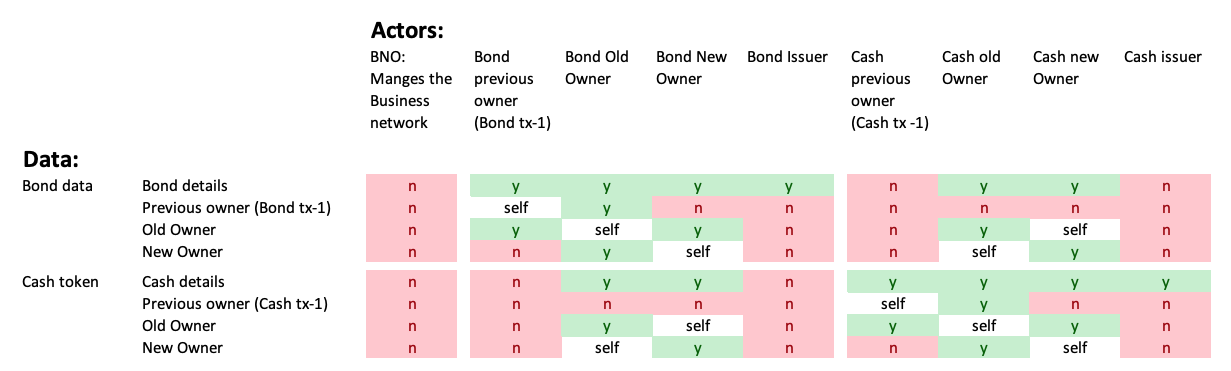 Actors:
BNO: Bond Bond Old Bond New Bond Issuer Cash Cash old Cash new Cash issuer
Manges the previous Owner Owner previous Owner Owner
Business owner owner
network (Bond tx-1) (Cash tx -1)
Data:
Bond data Bond details n y y y y n y y n
Previous owner (Bond tx-1) n self y n n n n n n
Old Owner n y self y n n y self n
New Owner n n y self n n self y n
Cash token Cash details n n y y n y y y y
Previous owner (Cash tx-1) n n n n n self y n n
Old Owner n n y self n y self y n
New Owner n n self y n n y self n